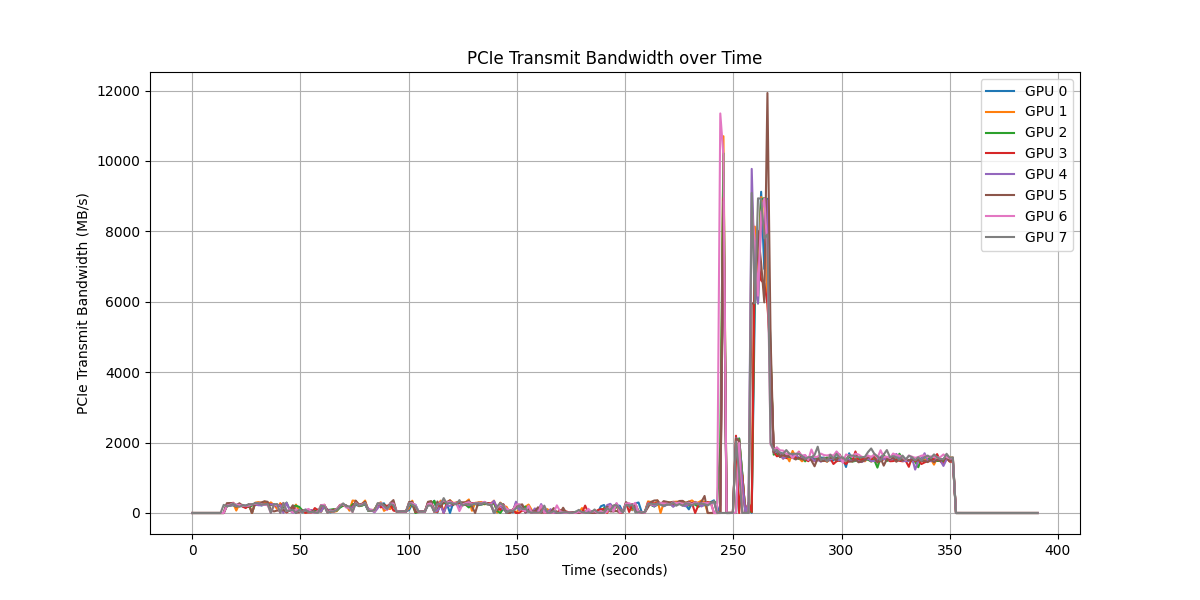 PCIe Transmit Bandwidth over Time
PCIe Transmit Bandwidth (MB/s)
12000
10000
8000
6000
4000
2000
0
0 50 100 150 200 250 300 350 400
Time (seconds)
GPU 0
GPU 1
GPU 2
GPU 3
GPU 4
GPU 5
GPU 6
GPU 7